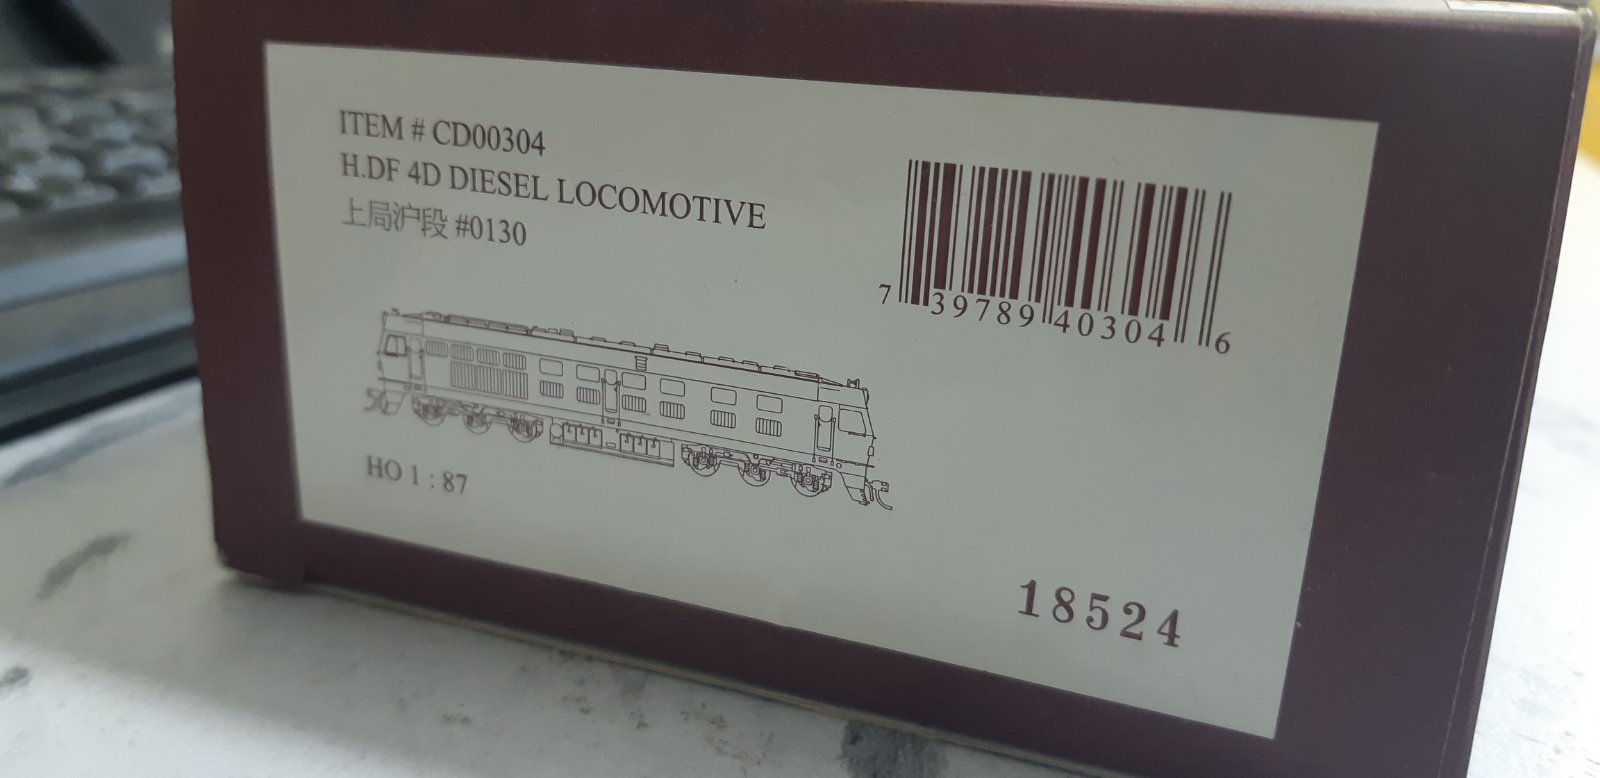 ITEM # CD00304
H.DF 4D DIESEL LOCOMOTIVE
上局沪段 #0130
7 39789 40304 6
HO 1 : 87
18524